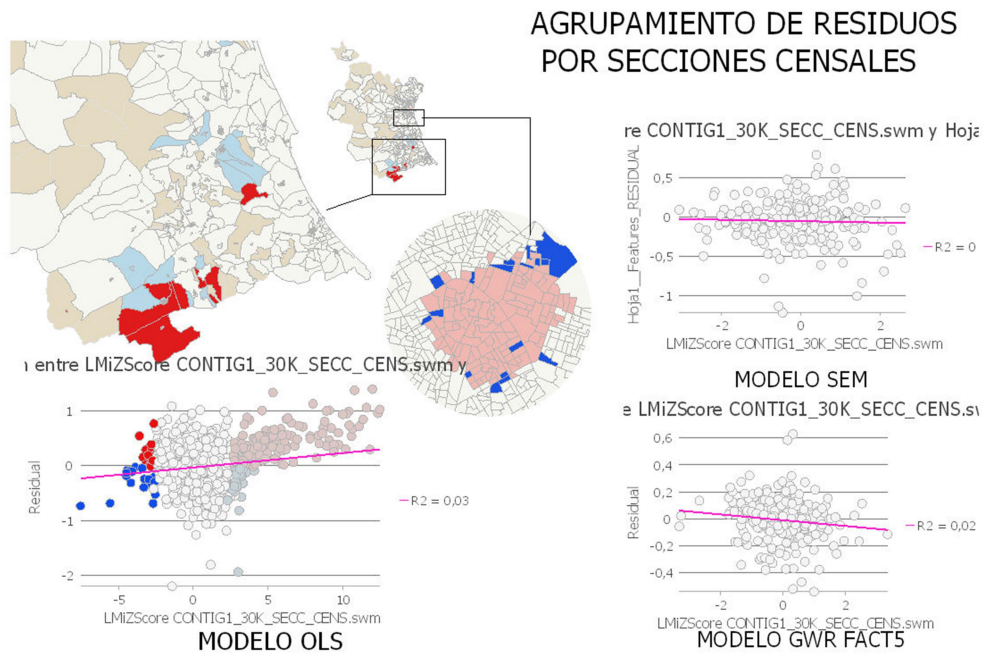 AGRUPAMIENTO DE RESIDUOS
POR SECCIONES CENSALES
re CONTIG1_30K_SECC_CENS.swm y Hoja
Hoja1__Features_RESIDUAL
0,5
0
-0,5
-1
R2 = 0
-2
0
2
LMiZScore CONTIG1_30K_SECC_CENS.swm
MODELO SEM
n entre LMiZScore CONTIG1_30K_SECC_CENS.swm y
Residual
1
0
-1
-2
R2 = 0,03
-5
0
5
10
LMiZScore CONTIG1_30K_SECC_CENS.swm
MODELO OLS
e LMiZScore CONTIG1_30K_SECC_CENS.s
Residual
0,6
0,4
0,2
0
-0,2
-0,4
R2 = 0,02
-2
0
2
LMiZScore CONTIG1_30K_SECC_CENS.swm
MODELO GWR FACT5